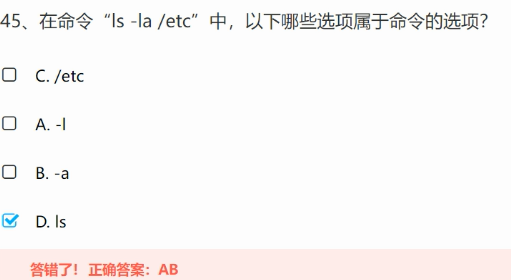 45、在命令“ls -la /etc”中，以下哪些选项属于命令的选项？
C. /etc
A. -l
B. -a
D. ls
答错了！正确答案：AB